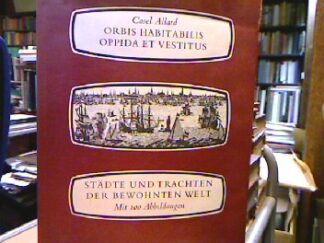 Carel Allard
ORBIS HABITABILIS
OPPIDA ET VESTITUS
STÄDTE UND TRACHTEN
DER BEWOHNTEN WELT
Mit 100 Abbildungen